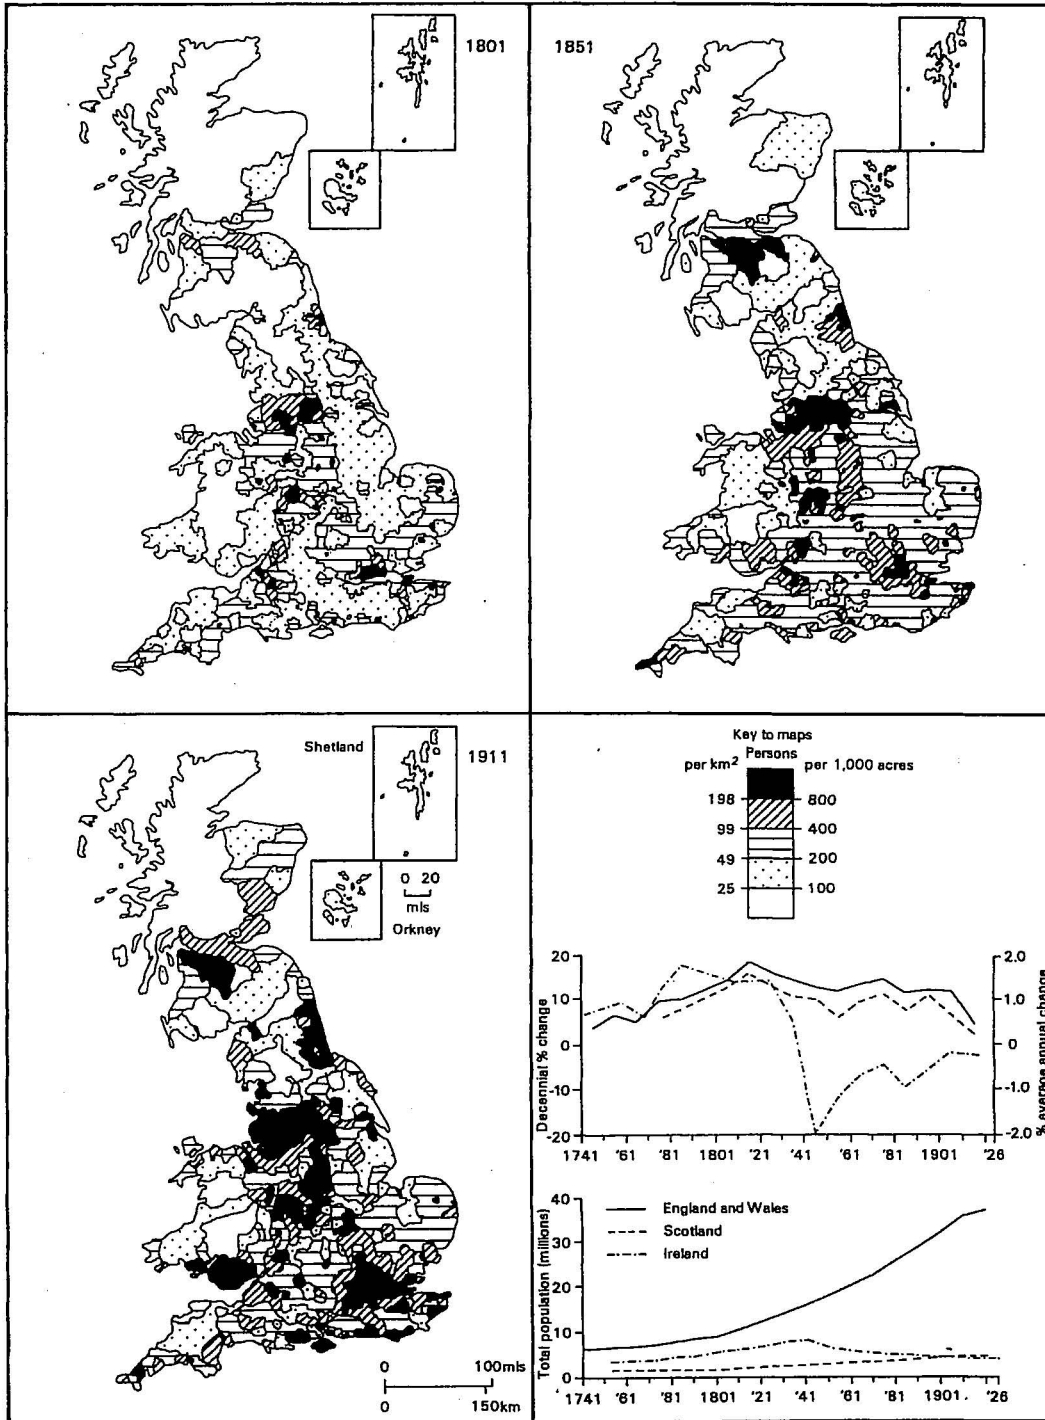 1801
1851
Shetland
1911
0 20
mls
Orkney
0 100mls
0 150km
Key to maps
Persons
per km² per 1,000 acres
198 800
99 400
49 200
25 100
20 2.0
10 1.0
0 0
-10 -1.0
-20 -2.0
Decennial % change
% average annual change
1741 '61 '81 1801 '21 '41 '61 '81 1901 '26
40
30
20
10
0
Total population (millions)
England and Wales
Scotland
Ireland
1741 '61 '81 1801 '21 '41 '61 '81 1901 '26